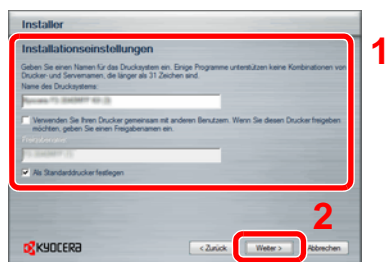 Installer
Installationseinstellungen
1
Geben Sie einen Namen für das Drucksystem ein. Einige Programme unterstützen keine Kombinationen von
Drucker- und Servernamen, die länger als 31 Zeichen sind.
Name des Drucksystems:
Verwenden Sie Ihren Drucker gemeinsam mit anderen Benutzern. Wenn Sie diesen Drucker freigeben
möchten, geben Sie einen Freigabenamen ein.
Freigabename:
Als Standarddrucker festlegen
2
KYOCERA
< Zurück
Weiter >
Abbrechen